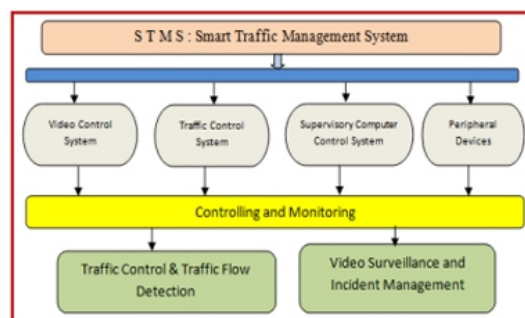 S T M S : Smart Traffic Management System
Video Control
System
Traffic Control
System
Supervisory Computer
Control System
Peripheral
Devices
Controlling and Monitoring
Traffic Control & Traffic Flow
Detection
Video Surveillance and
Incident Management